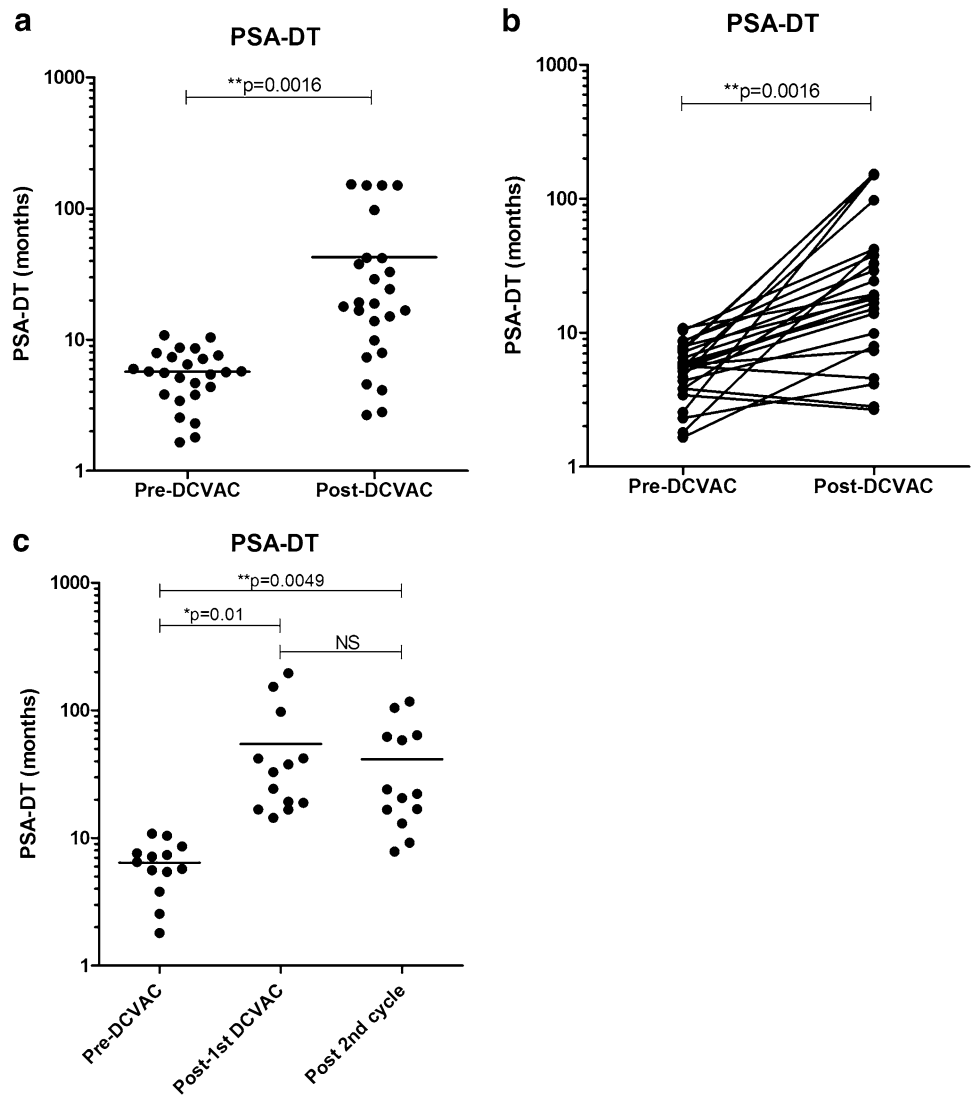 a
PSA-DT
PSA-DT (months)
1000
100
10
1
**p=0.0016
Pre-DCVAC Post-DCVAC
b
PSA-DT
PSA-DT (months)
1000
100
10
1
**p=0.0016
Pre-DCVAC Post-DCVAC
c
PSA-DT
PSA-DT (months)
1000
100
10
1
**p=0.0049
*p=0.01
NS
Pre-DCVAC
Post-1st DCVAC
Post 2nd cycle